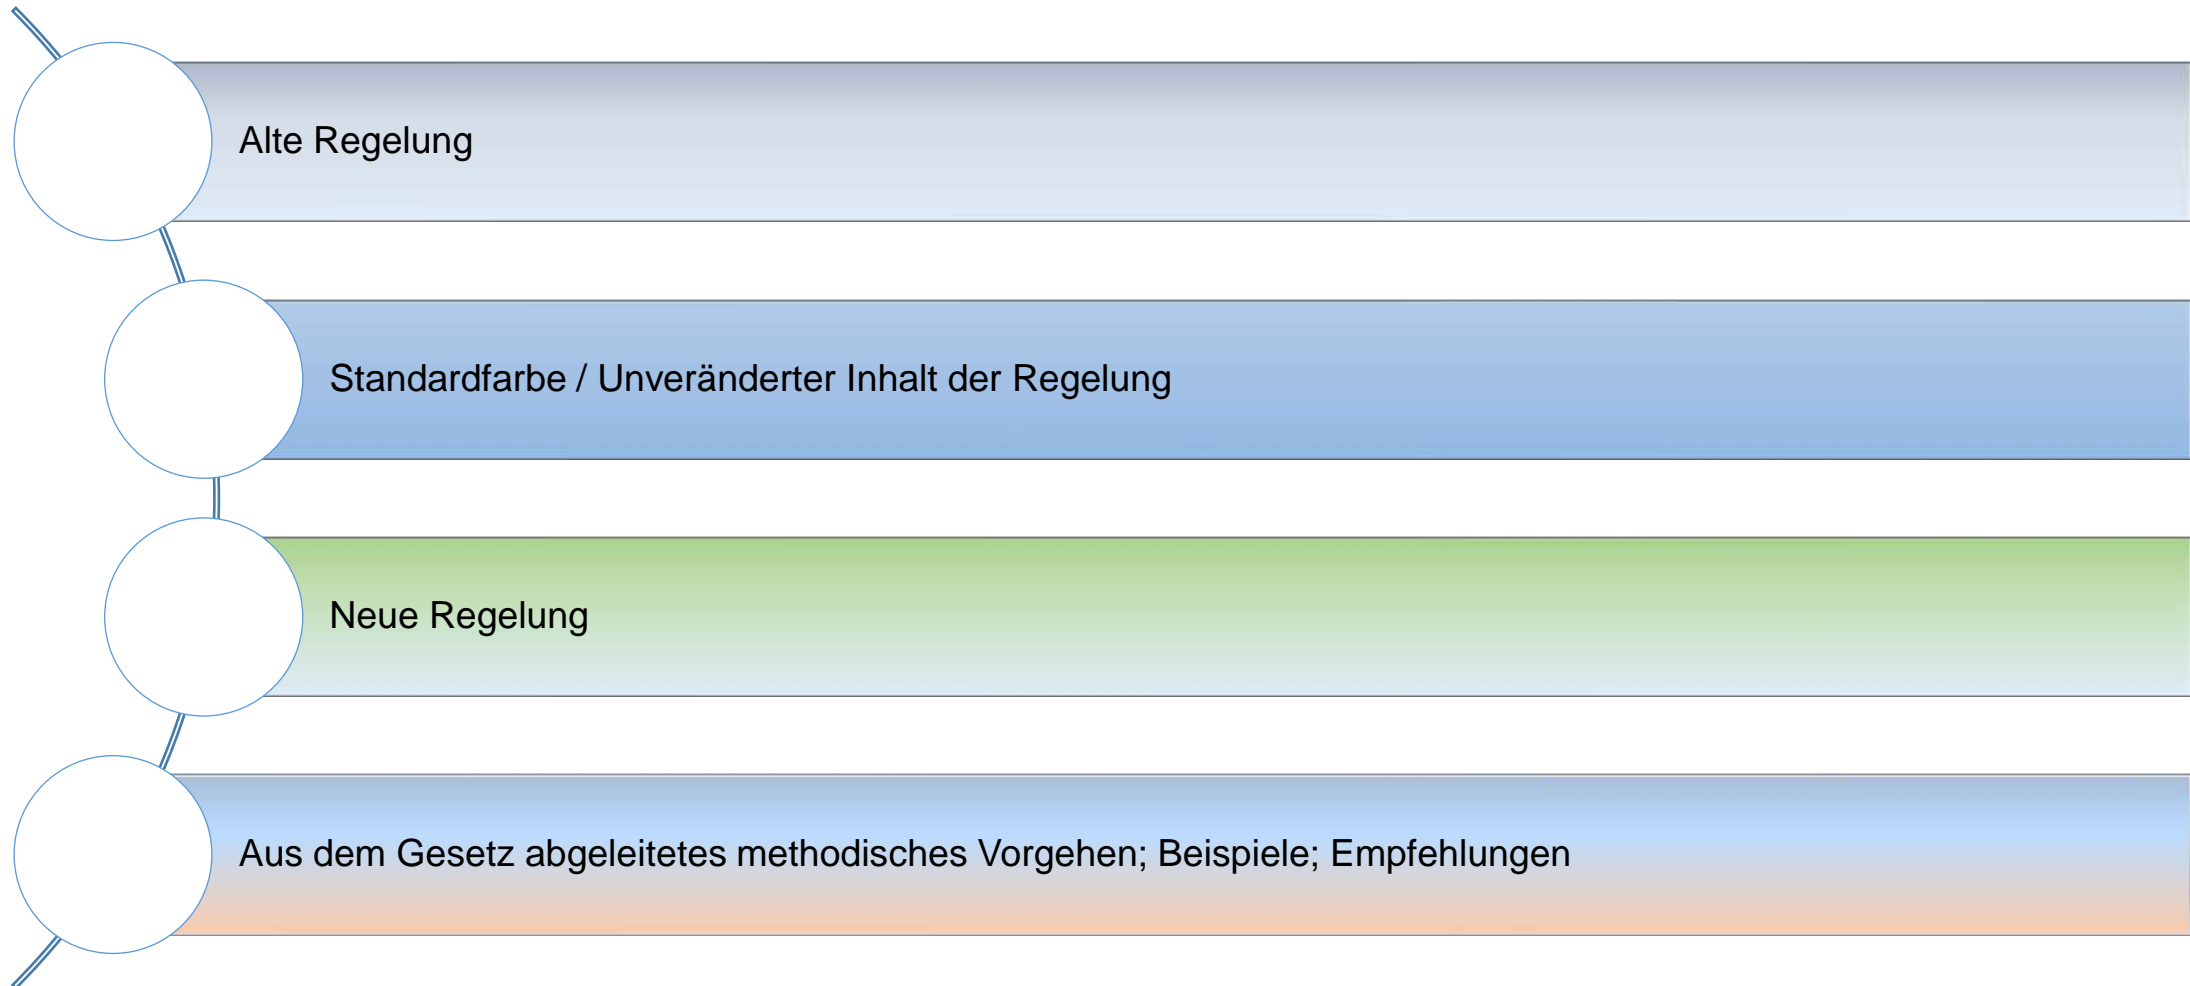 Alte Regelung
Standardfarbe / Unveränderter Inhalt der Regelung
Neue Regelung
Aus dem Gesetz abgeleitetes methodisches Vorgehen; Beispiele; Empfehlungen